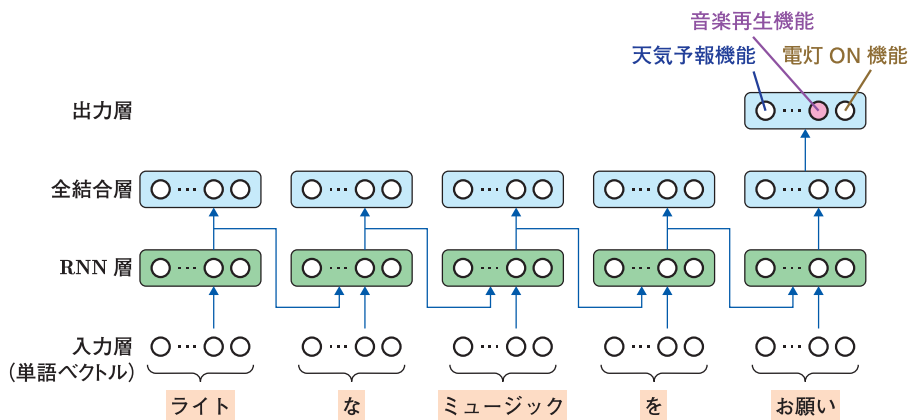 音楽再生機能
天気予報機能
電灯 ON 機能
出力層
全結合層
RNN 層
入力層
(単語ベクトル)
ライト
な
ミュージック
を
お願い